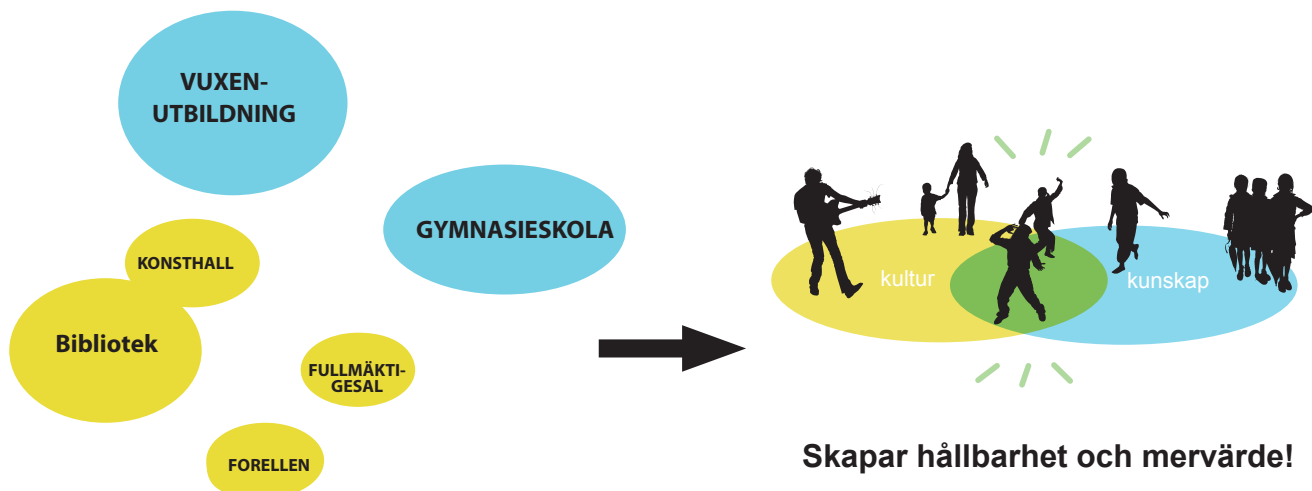 VUXEN-
UTBILDNING
GYMNASIESKOLA
KONSTHALL
Bibliotek
FULLMÄKTI-
GESAL
FORELLEN
kultur
kunskap
Skapar hållbarhet och mervärde!